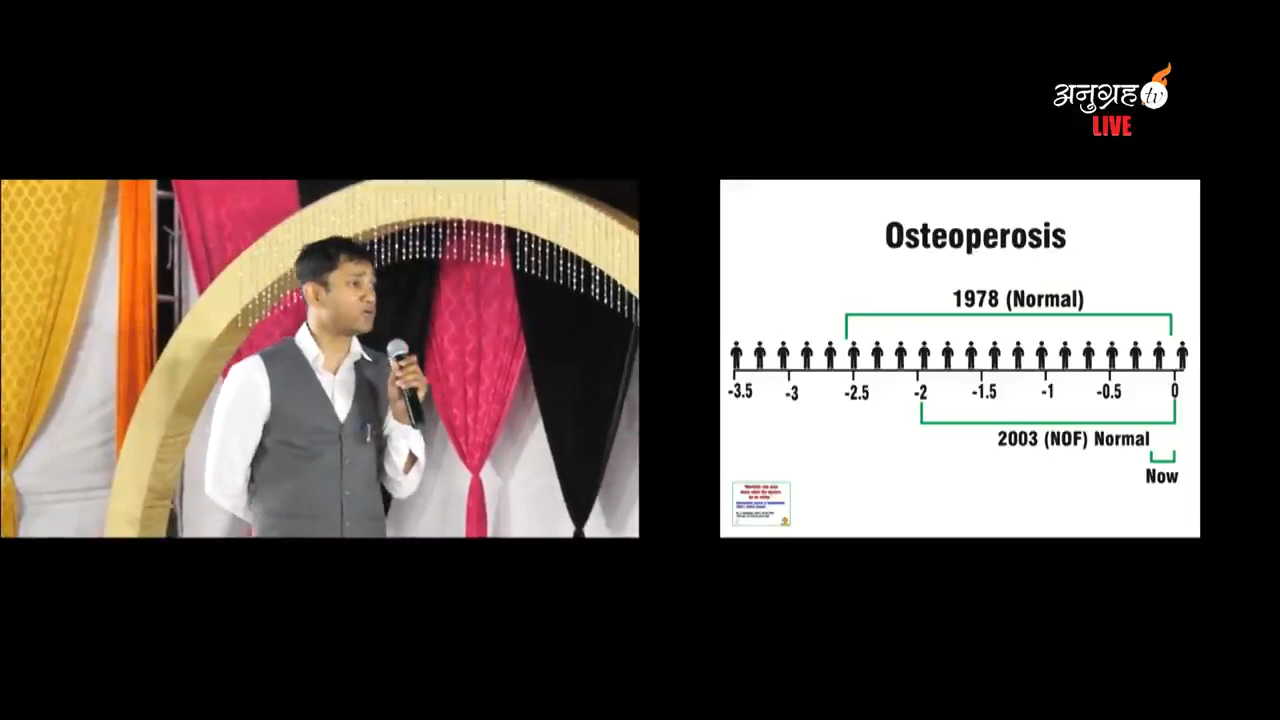 अनुग्रह tv
LIVE
Osteoperosis
1978 (Normal)
-3.5 -3 -2.5 -2 -1.5 -1 -0.5 0
2003 (NOF) Normal
Now